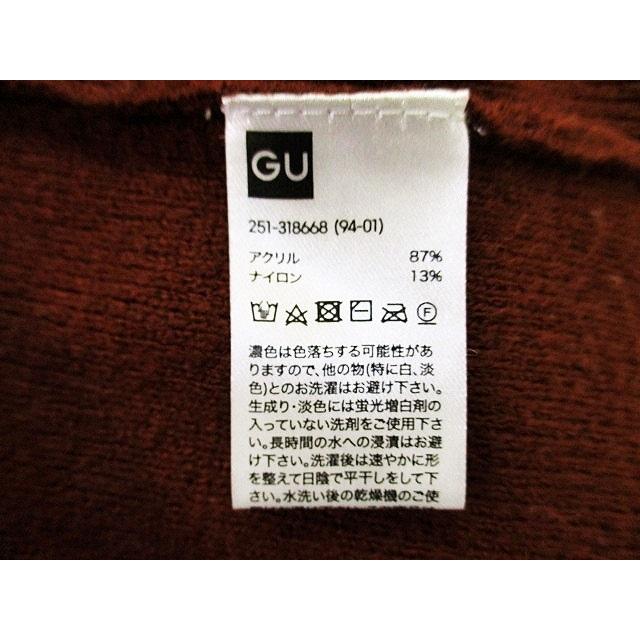 GU
251-318668 (94-01)
アクリル 87%
ナイロン 13%
F
濃色は色落ちする可能性があ
りますので、他の物(特に白、淡
色)とのお洗濯はお避け下さい。
生成り・淡色には蛍光増白剤の
入っていない洗剤をご使用下さ
い。長時間の水への浸漬はお避
け下さい。洗濯後は速やかに形
を整えて日陰で平干しをして下
さい。水洗い後の乾燥機のご使